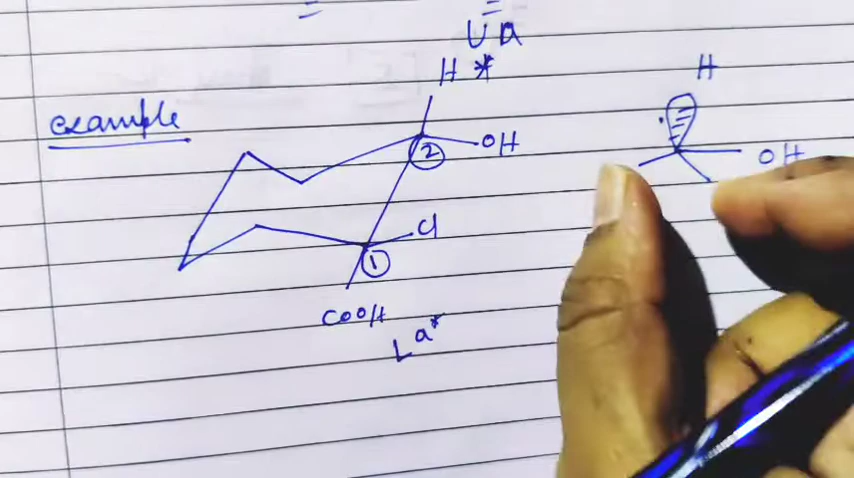 U A
H *
H
example
② OH
OH
Cl
①
COOH
L a*